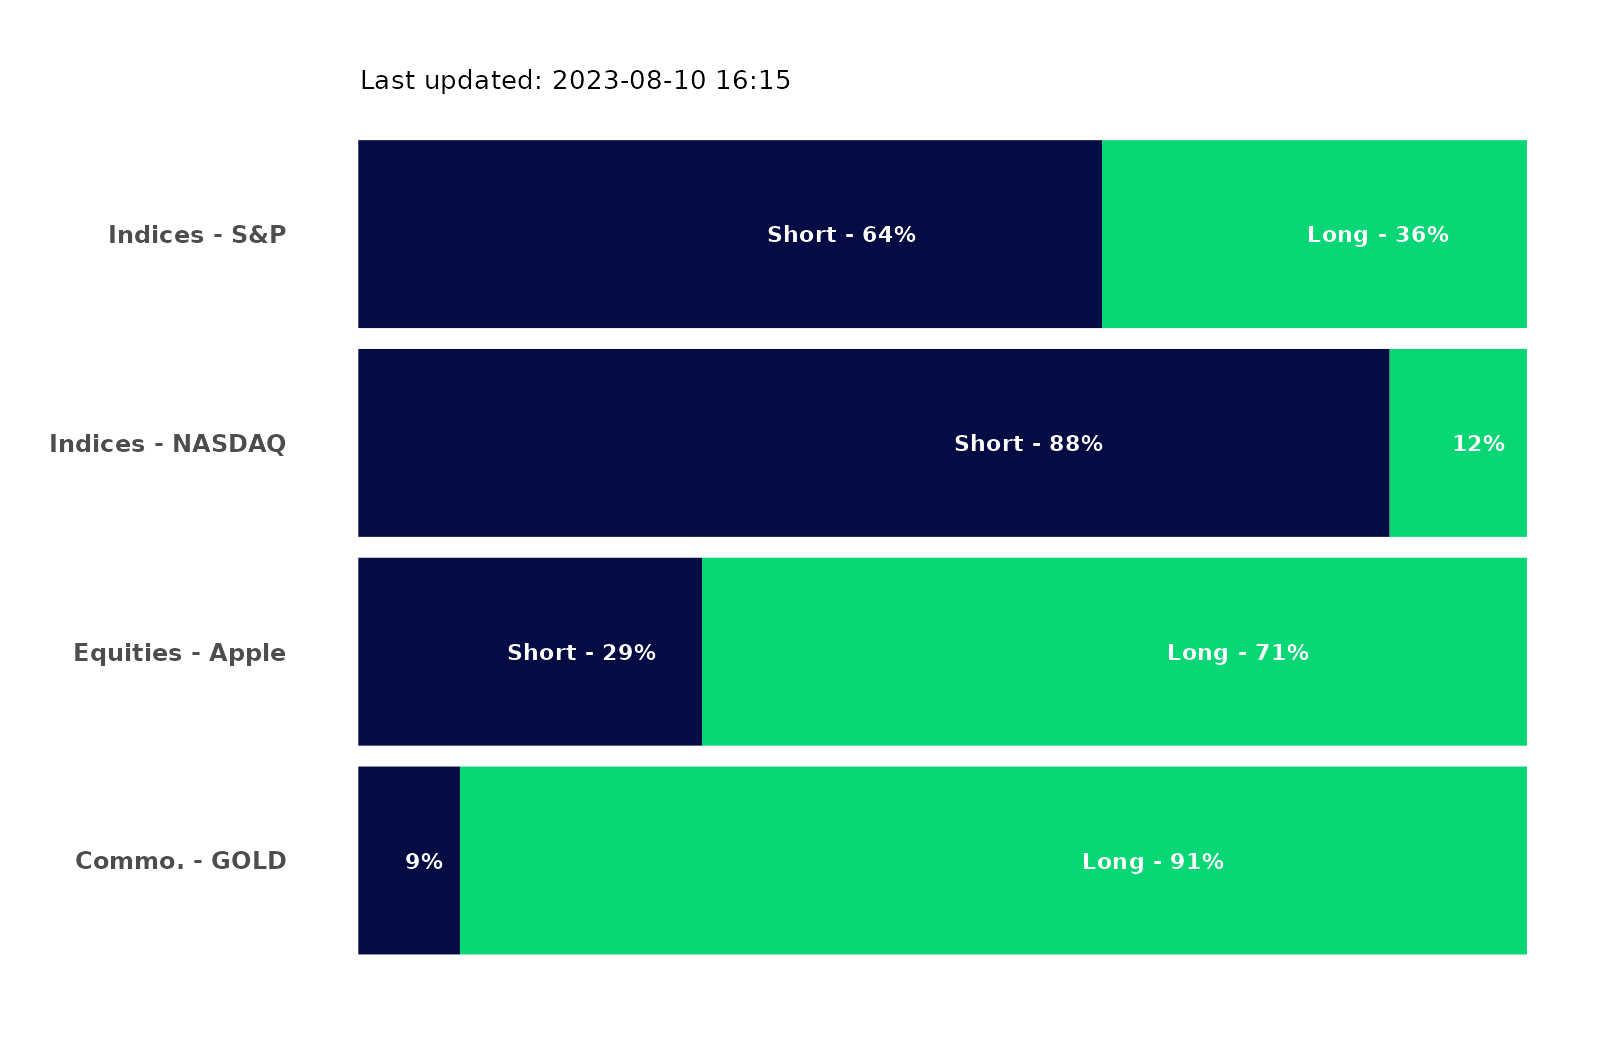 Last updated: 2023-08-10 16:15
Indices - S&P
Short - 64%
Long - 36%
Indices - NASDAQ
Short - 88%
12%
Equities - Apple
Short - 29%
Long - 71%
Commo. - GOLD
9%
Long - 91%